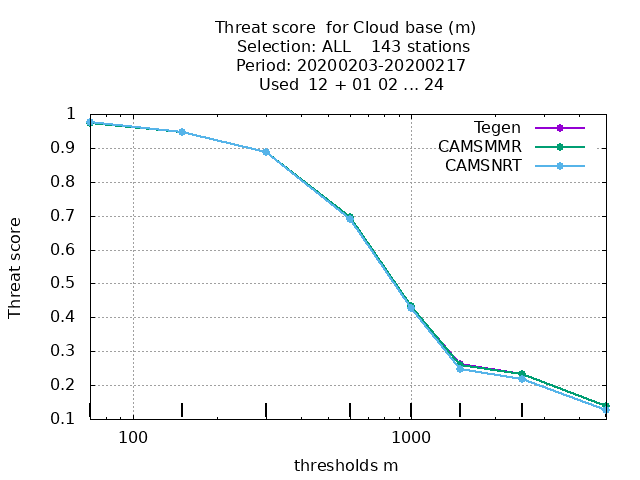 Threat score  for Cloud base (m)
Selection: ALL    143 stations
Period: 20200203-20200217
Used  12 + 01 02 ... 24
Tegen
CAMSMMR
CAMSNRT
1
0.9
0.8
0.7
0.6
0.5
0.4
0.3
0.2
0.1
Threat score
100
1000
thresholds m